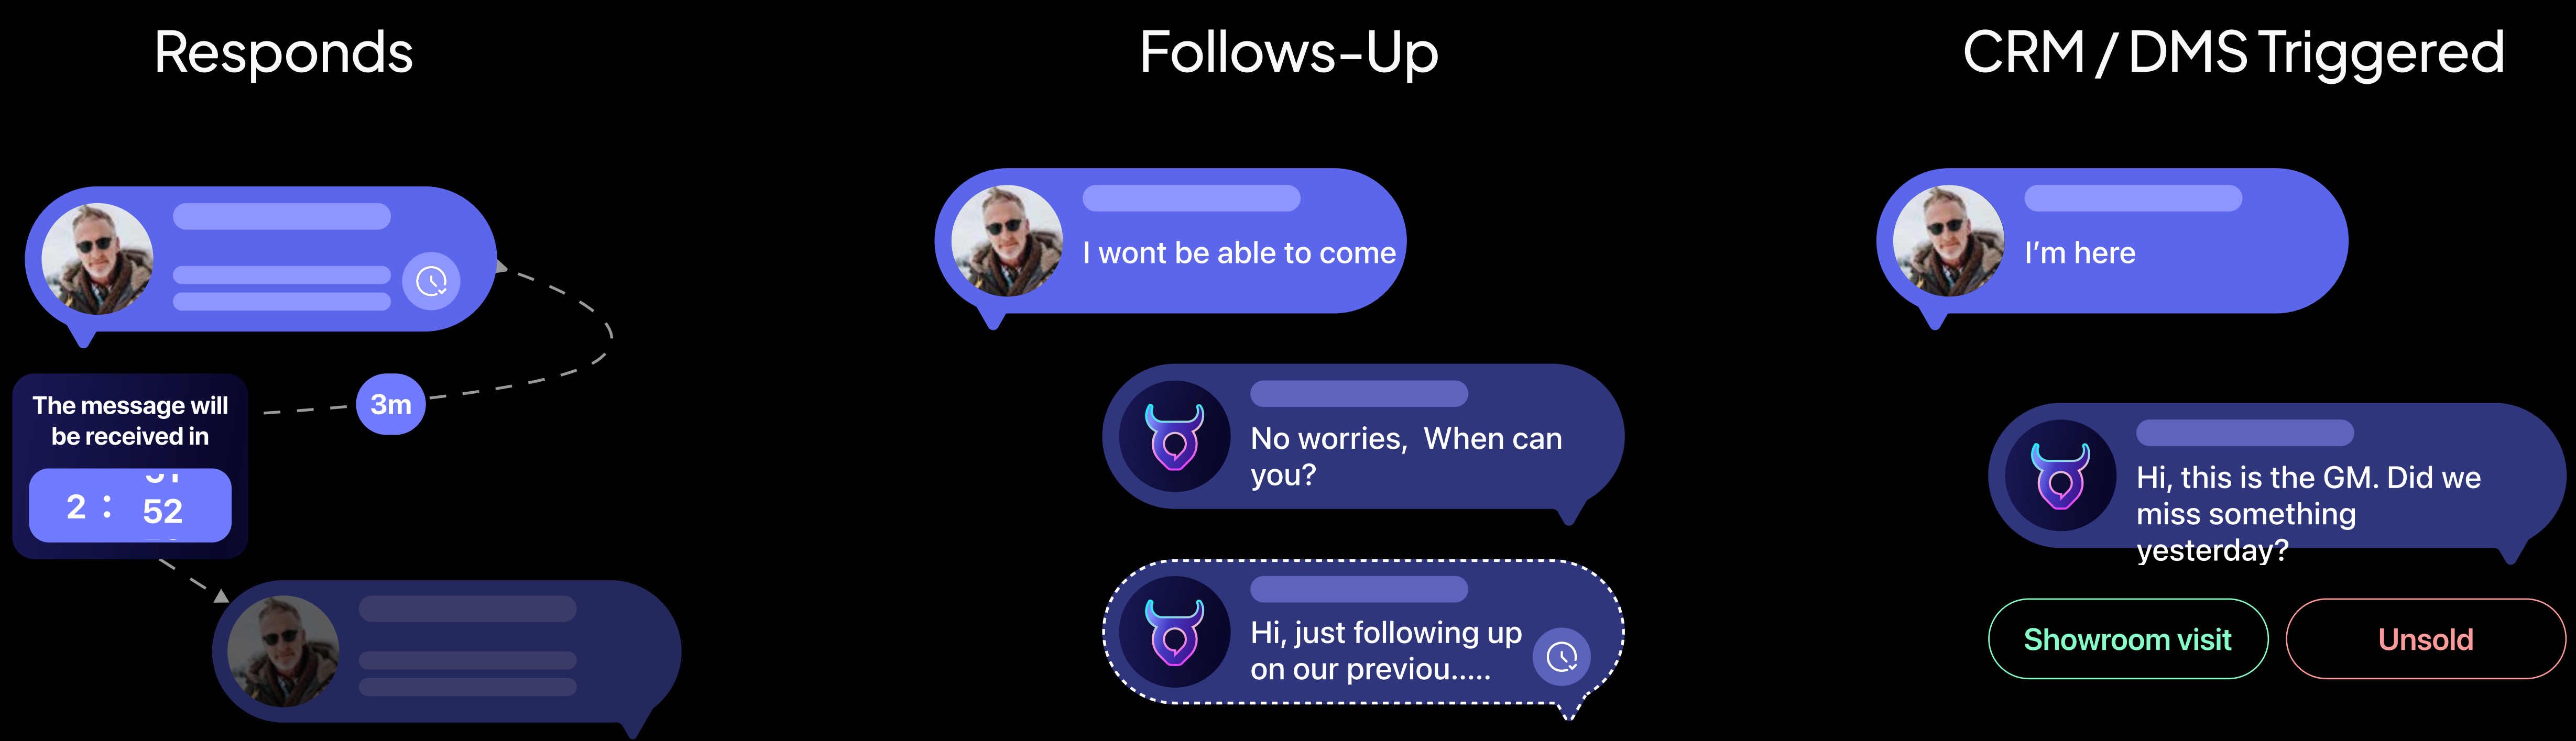 Responds
Follows-Up
CRM / DMS Triggered
I wont be able to come
I'm here
The message will
be received in
3m
2 : 52
No worries, When can
you?
Hi, this is the GM. Did we
miss something
yesterday?
Hi, just following up
on our previou.....
Showroom visit
Unsold